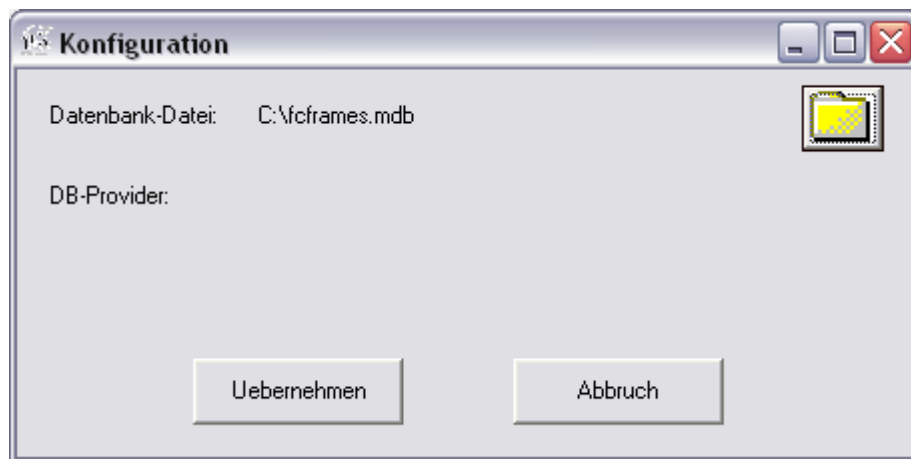 Konfiguration
Datenbank-Datei: C:\fcframes.mdb
DB-Provider:
Uebernehmen Abbruch